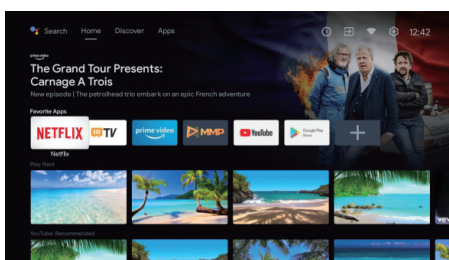 Search Home Discover Apps 12:42
prime video
The Grand Tour Presents:
Carnage A Trois
New episode | The petrolhead trio embark on an epic French adventure
Favorite Apps
NETFLIX TV prime video MMP YouTube Google Play Store
Netflix
Play Next
YouTuber Recommended